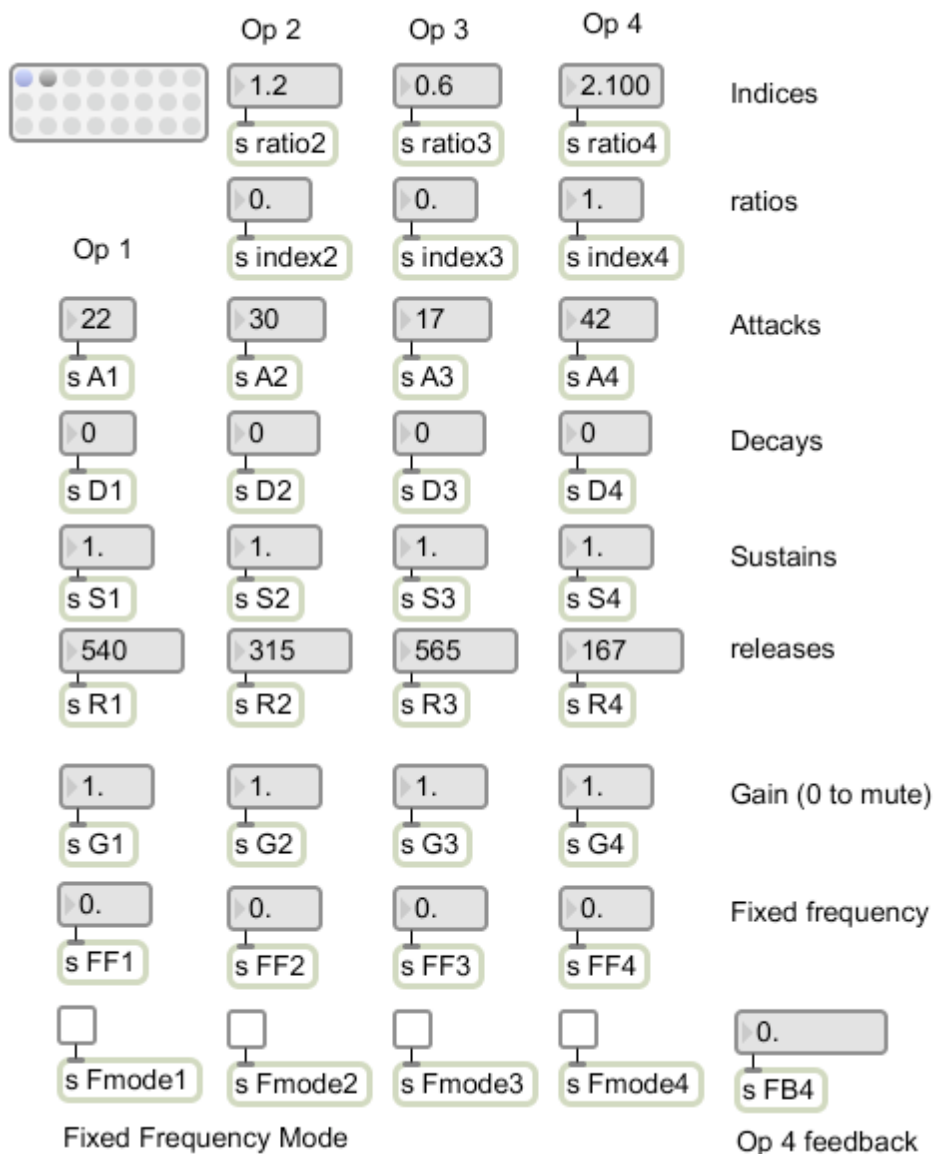 Op 2 Op 3 Op 4
1.2 0.6 2.100 Indices
s ratio2 s ratio3 s ratio4
0. 0. 1. ratios
Op 1 s index2 s index3 s index4
22 30 17 42 Attacks
s A1 s A2 s A3 s A4
0 0 0 0 Decays
s D1 s D2 s D3 s D4
1. 1. 1. 1. Sustains
s S1 s S2 s S3 s S4
540 315 565 167 releases
s R1 s R2 s R3 s R4
1. 1. 1. 1. Gain (0 to mute)
s G1 s G2 s G3 s G4
0. 0. 0. 0. Fixed frequency
s FF1 s FF2 s FF3 s FF4
0.
s Fmode1 s Fmode2 s Fmode3 s Fmode4 s FB4
Fixed Frequency Mode Op 4 feedback